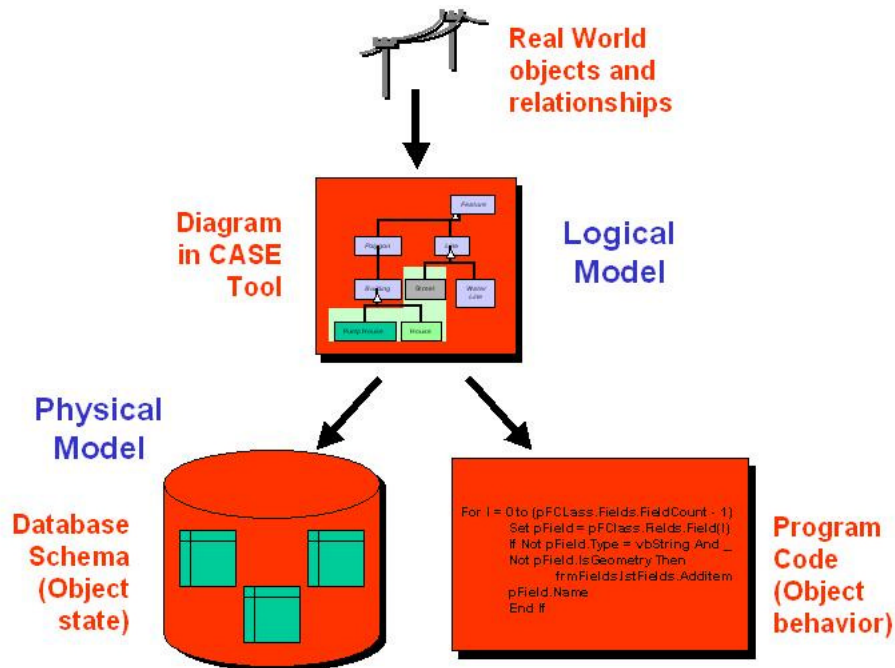 Real World
objects and
relationships
Diagram
in CASE
Tool
Feature
Polygon
Line
Building
Street
Water
Line
Pump House
House
Logical
Model
Physical
Model
Database
Schema
(Object
state)
For I = 0 to (pFCLass.Fields.FieldCount - 1)
Set pField = pFClass.Fields.Field(I)
If Not pField.Type = vbString And _
Not pField.IsGeometry Then
frmFields.lstFields.AddItem
pField.Name
End If
Program
Code
(Object
behavior)